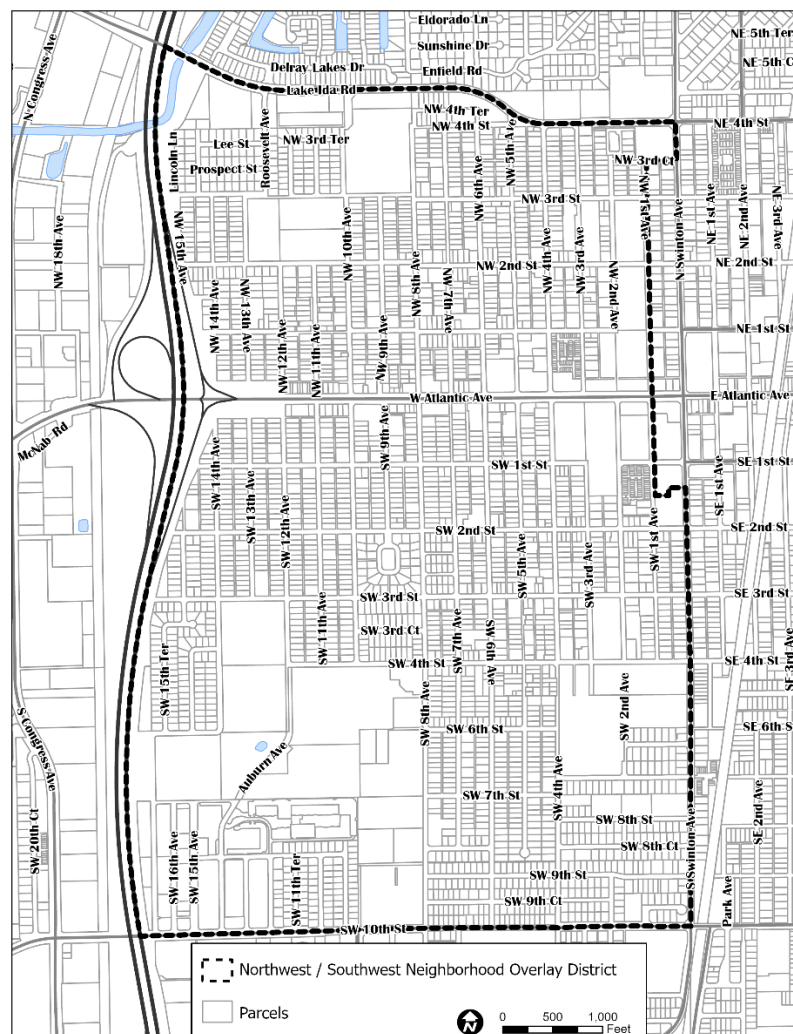 Eldorado Ln
N Congress Ave
NE 5th Ter
Sunshine Dr
NE 5th Ct
Delray Lakes Dr
Enfield Rd
Lake Ida Rd
NW 4th Ter
NW 4th St
NW 5th Ave
NE 4th St
Lincoln Ln
Lee St
Roosevelt Ave
NW 3rd Ter
NW 3rd Ct
Prospect St
NW 6th Ave
NW 1st Ave
N Swinton Ave
NE 1st Ave
NE 2nd Ave
NE 3rd Ave
NW 3rd St
NW 18th Ave
NW 15th Ave
NW 10th Ave
NW 4th Ave
NW 3rd Ave
NW 2nd St
NE 2nd St
NW 14th Ave
NW 13th Ave
NW 8th Ave
NW 7th Ave
NW 2nd Ave
NW 12th Ave
NW 11th Ave
NW 9th Ave
NE 1st St
W Atlantic Ave
E Atlantic Ave
McNab Rd
SW 9th Ave
SW 14th Ave
SW 1st St
SE 1st St
SW 13th Ave
SW 12th Ave
SE 1st Ave
SW 2nd St
SE 2nd St
SW 5th Ave
SW 3rd Ave
SW 1st Ave
SW 3rd St
SE 3rd St
SW 11th Ave
SW 3rd Ct
SW 7th Ave
SW 6th Ave
SW 15th Ter
SW 4th St
SE 4th St
SE 3rd Ave
SW 8th Ave
SW 2nd Ave
S Congress Ave
SW 6th St
SE 6th St
Auburn Ave
SW 4th Ave
SW 7th St
SW 20th Ct
SW 8th St
SE 2nd Ave
SW 8th Ct
SW 16th Ave
SW 15th Ave
SW 11th Ter
SW 9th St
S Swinton Ave
Park Ave
SW 9th Ct
SW 10th St
Northwest / Southwest Neighborhood Overlay District
Parcels
N
0 500 1,000
Feet